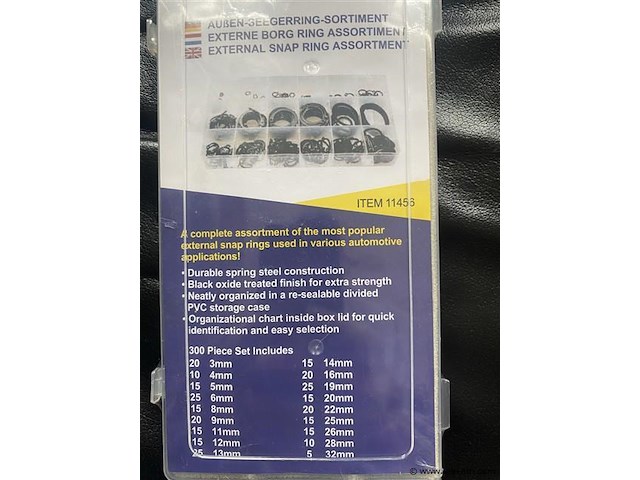 AUßEN-SEEGERRING-SORTIMENT
EXTERNE BORG RING ASSORTIMENT
EXTERNAL SNAP RING ASSORTMENT
ITEM 11456
A complete assortment of the most popular
external snap rings used in various automotive
applications!
• Durable spring steel construction
• Black oxide treated finish for extra strength
• Neatly organized in a re-sealable divided
PVC storage case
• Organizational chart inside box lid for quick
identification and easy selection
300 Piece Set Includes
20 3mm 15 14mm
10 4mm 20 16mm
15 5mm 25 19mm
25 6mm 15 20mm
15 8mm 20 22mm
20 9mm 15 25mm
15 11mm 15 26mm
15 12mm 10 28mm
25 13mm 5 32mm